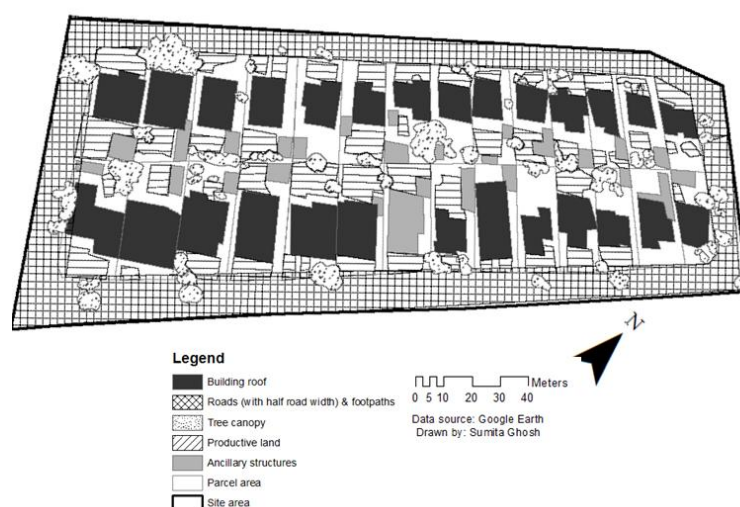 N
Legend
Building roof
Roads (with half road width) & footpaths
Tree canopy
Productive land
Ancillary structures
Parcel area
Site area
Meters
0 5 10 20 30 40
Data source: Google Earth
Drawn by: Sumita Ghosh